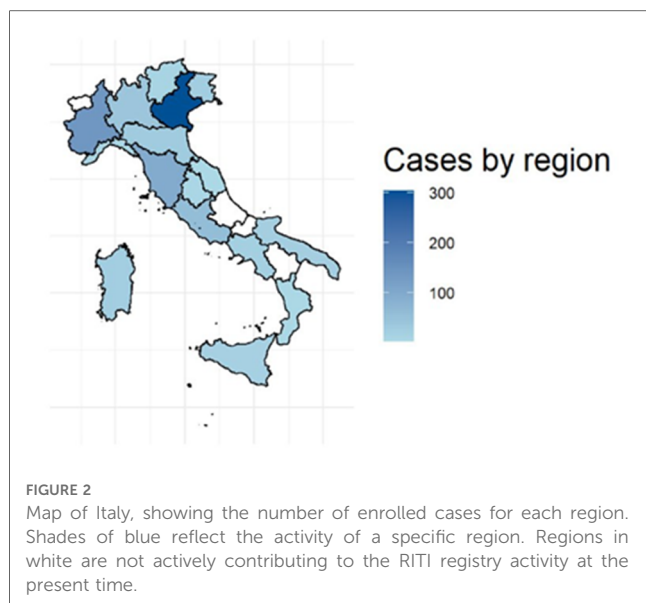 Cases by region
300
200
100
FIGURE 2
Map of Italy, showing the number of enrolled cases for each region.
Shades of blue reflect the activity of a specific region. Regions in
white are not actively contributing to the RITI registry activity at the
present time.